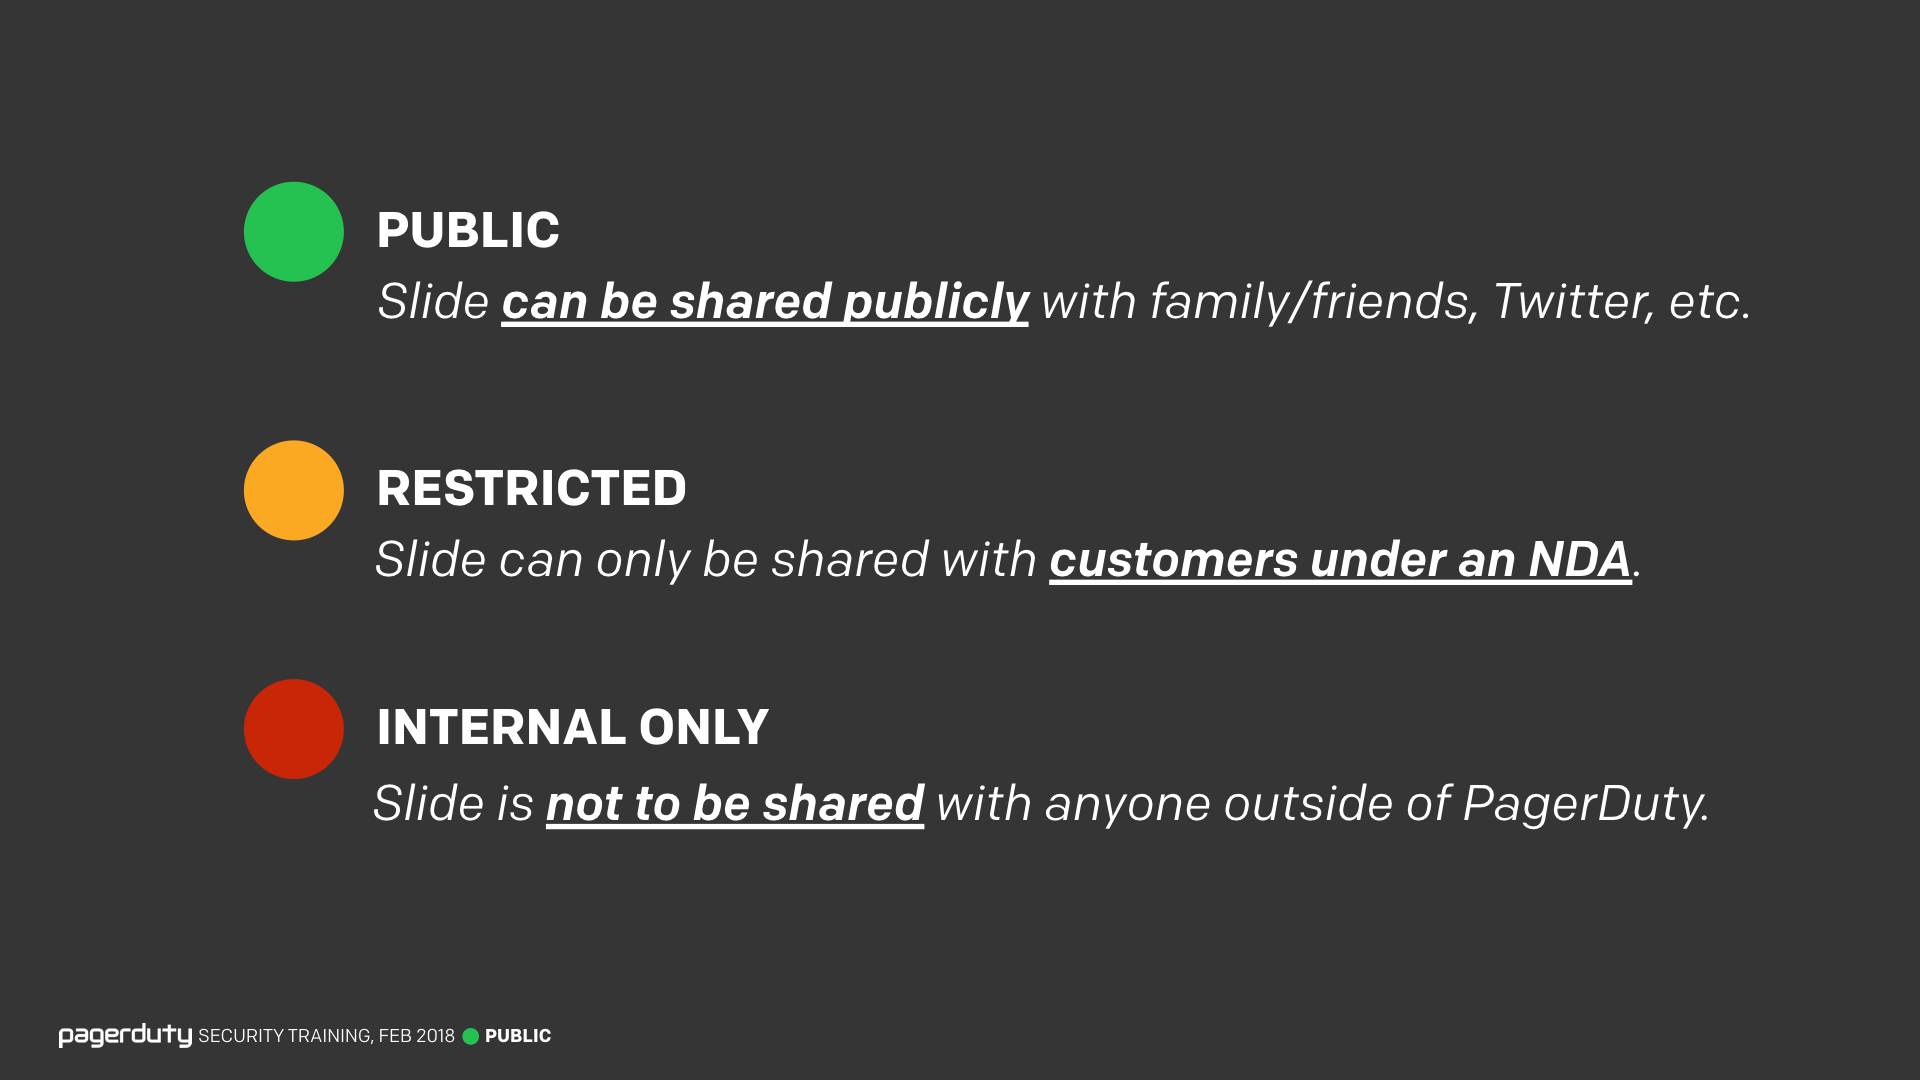 PUBLIC
Slide can be shared publicly with family/friends, Twitter, etc.
RESTRICTED
Slide can only be shared with customers under an NDA.
INTERNAL ONLY
Slide is not to be shared with anyone outside of PagerDuty.
pagerduty SECURITY TRAINING, FEB 2018 PUBLIC